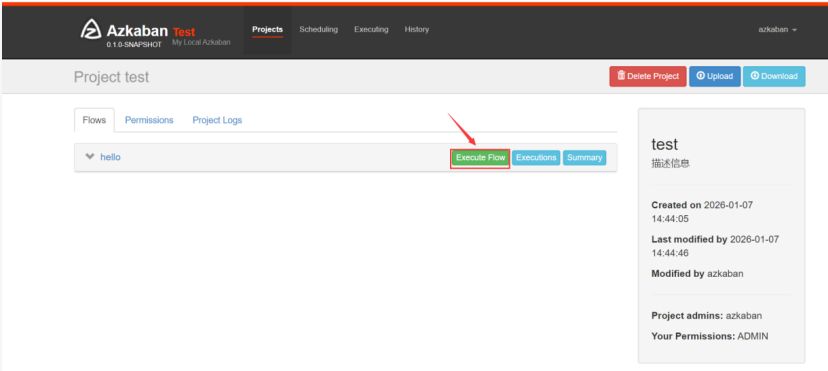 Azkaban Test
0.1.0-SNAPSHOT My Local Azkaban
Projects Scheduling Executing History
azkaban
Project test
Delete Project Upload Download
Flows Permissions Project Logs
hello
Execute Flow Executions Summary
test
描述信息
Created on 2026-01-07
14:44:05
Last modified by 2026-01-07
14:44:46
Modified by azkaban
Project admins: azkaban
Your Permissions: ADMIN